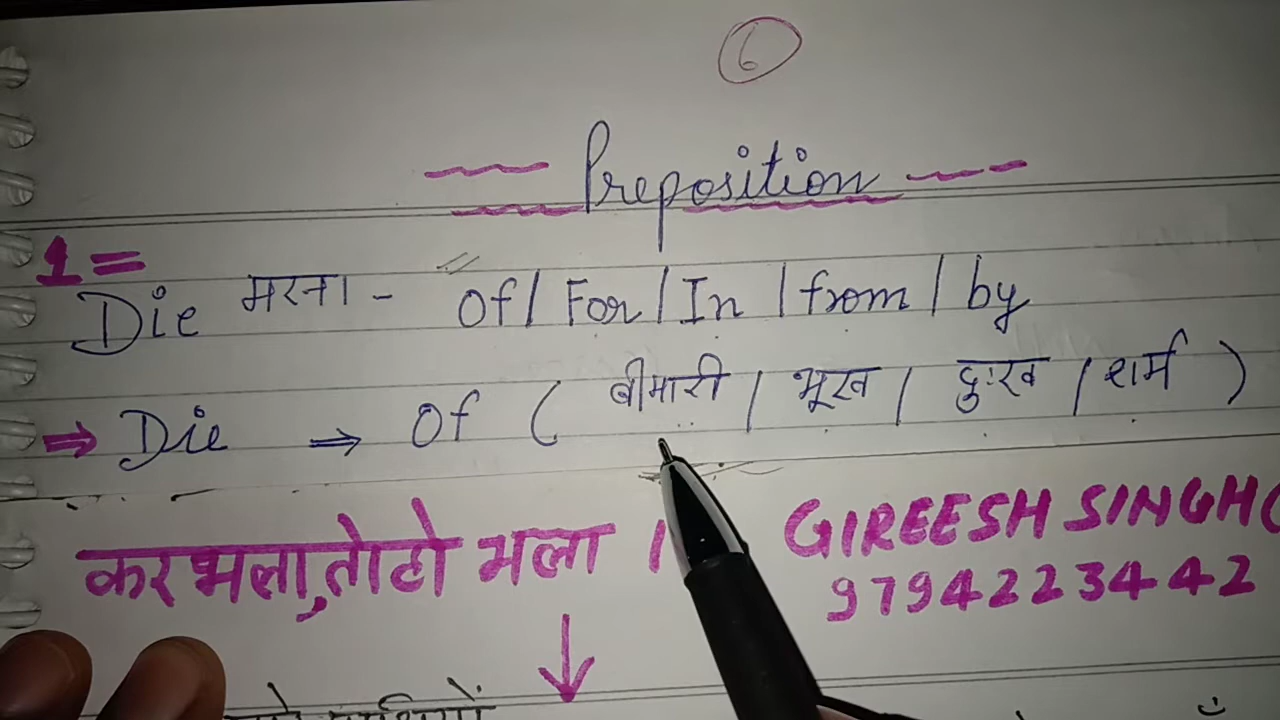 6
Preposition
1=
Die मरना। - Of / For / In / from / by
⇒ Die ⇒ Of ( बीमारी / भूख / दुःख / शर्म )
कर भला, तो हो भला । GIREESH SINGH
9794223442